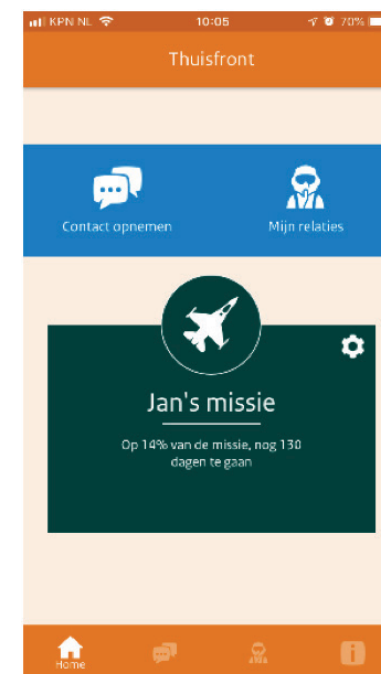 KPN NL 10:05 70%
Thuisfront
Contact opnemen Mijn relaties
Jan's missie
Op 14% van de missie, nog 130
dagen te gaan
Home